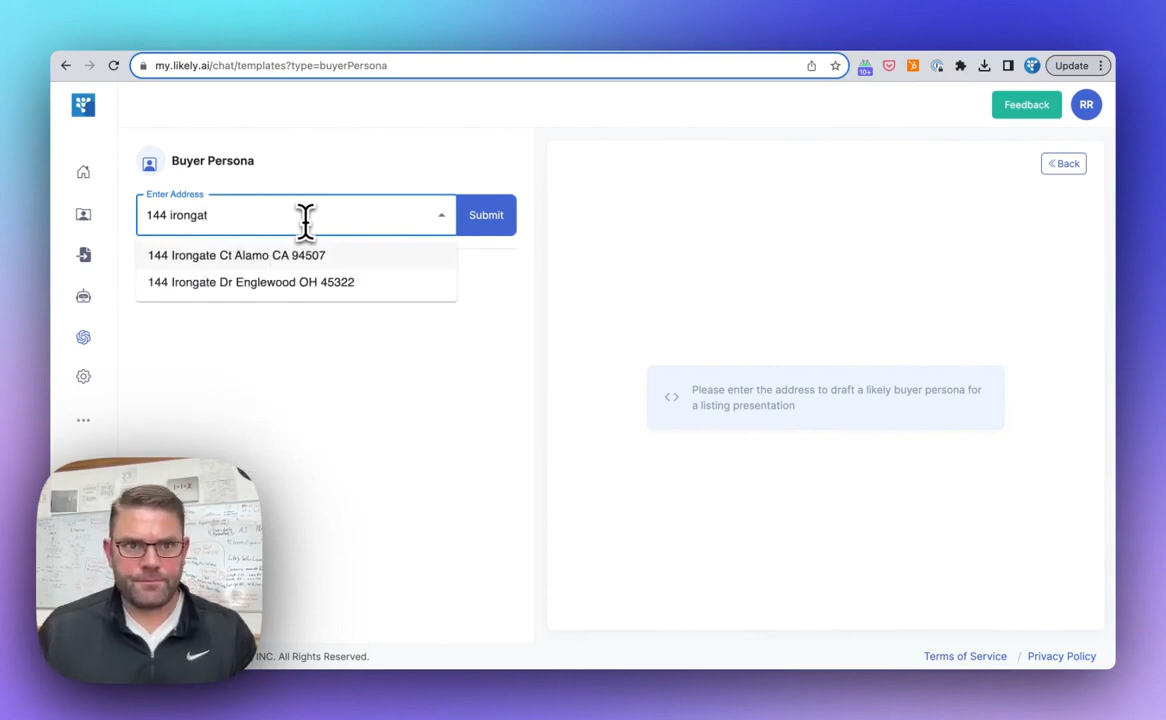 my.likely.ai/chat/templates?type=buyerPersona
10+
Update
Feedback
RR
Buyer Persona
Enter Address
144 irongat
Submit
144 Irongate Ct Alamo CA 94507
144 Irongate Dr Englewood OH 45322
Back
Please enter the address to draft a likely buyer persona for
a listing presentation
INC. All Rights Reserved.
Terms of Service / Privacy Policy